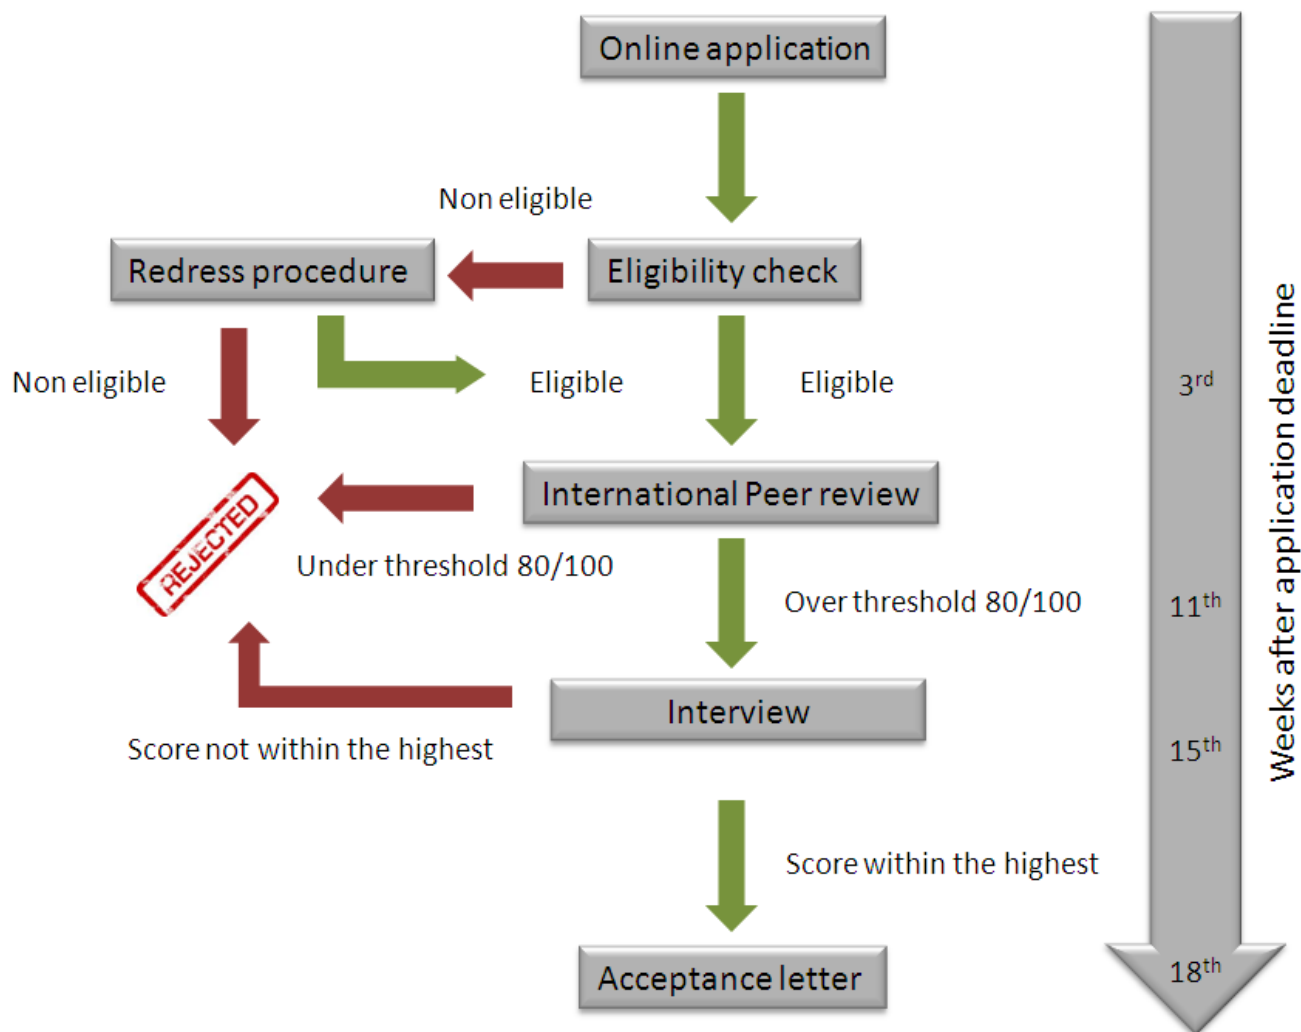 Online application
Non eligible
Redress procedure
Eligibility check
Non eligible
Eligible
Eligible
3rd
International Peer review
REJECTED
Under threshold 80/100
Over threshold 80/100
11th
Interview
Score not within the highest
15th
Score within the highest
Acceptance letter
18th
Weeks after application deadline